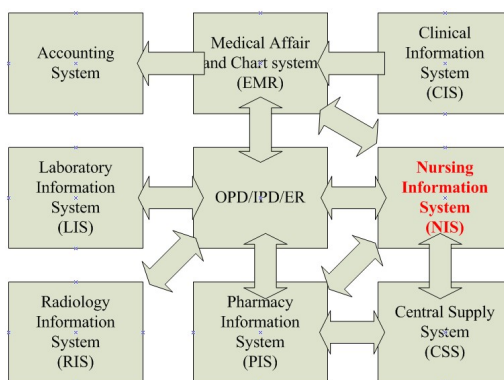 Accounting
System
Medical Affair
and Chart system
(EMR)
Clinical
Information
System
(CIS)
Laboratory
Information
System
(LIS)
OPD/IPD/ER
Nursing
Information
System
(NIS)
Radiology
Information
System
(RIS)
Pharmacy
Information
System
(PIS)
Central Supply
System
(CSS)